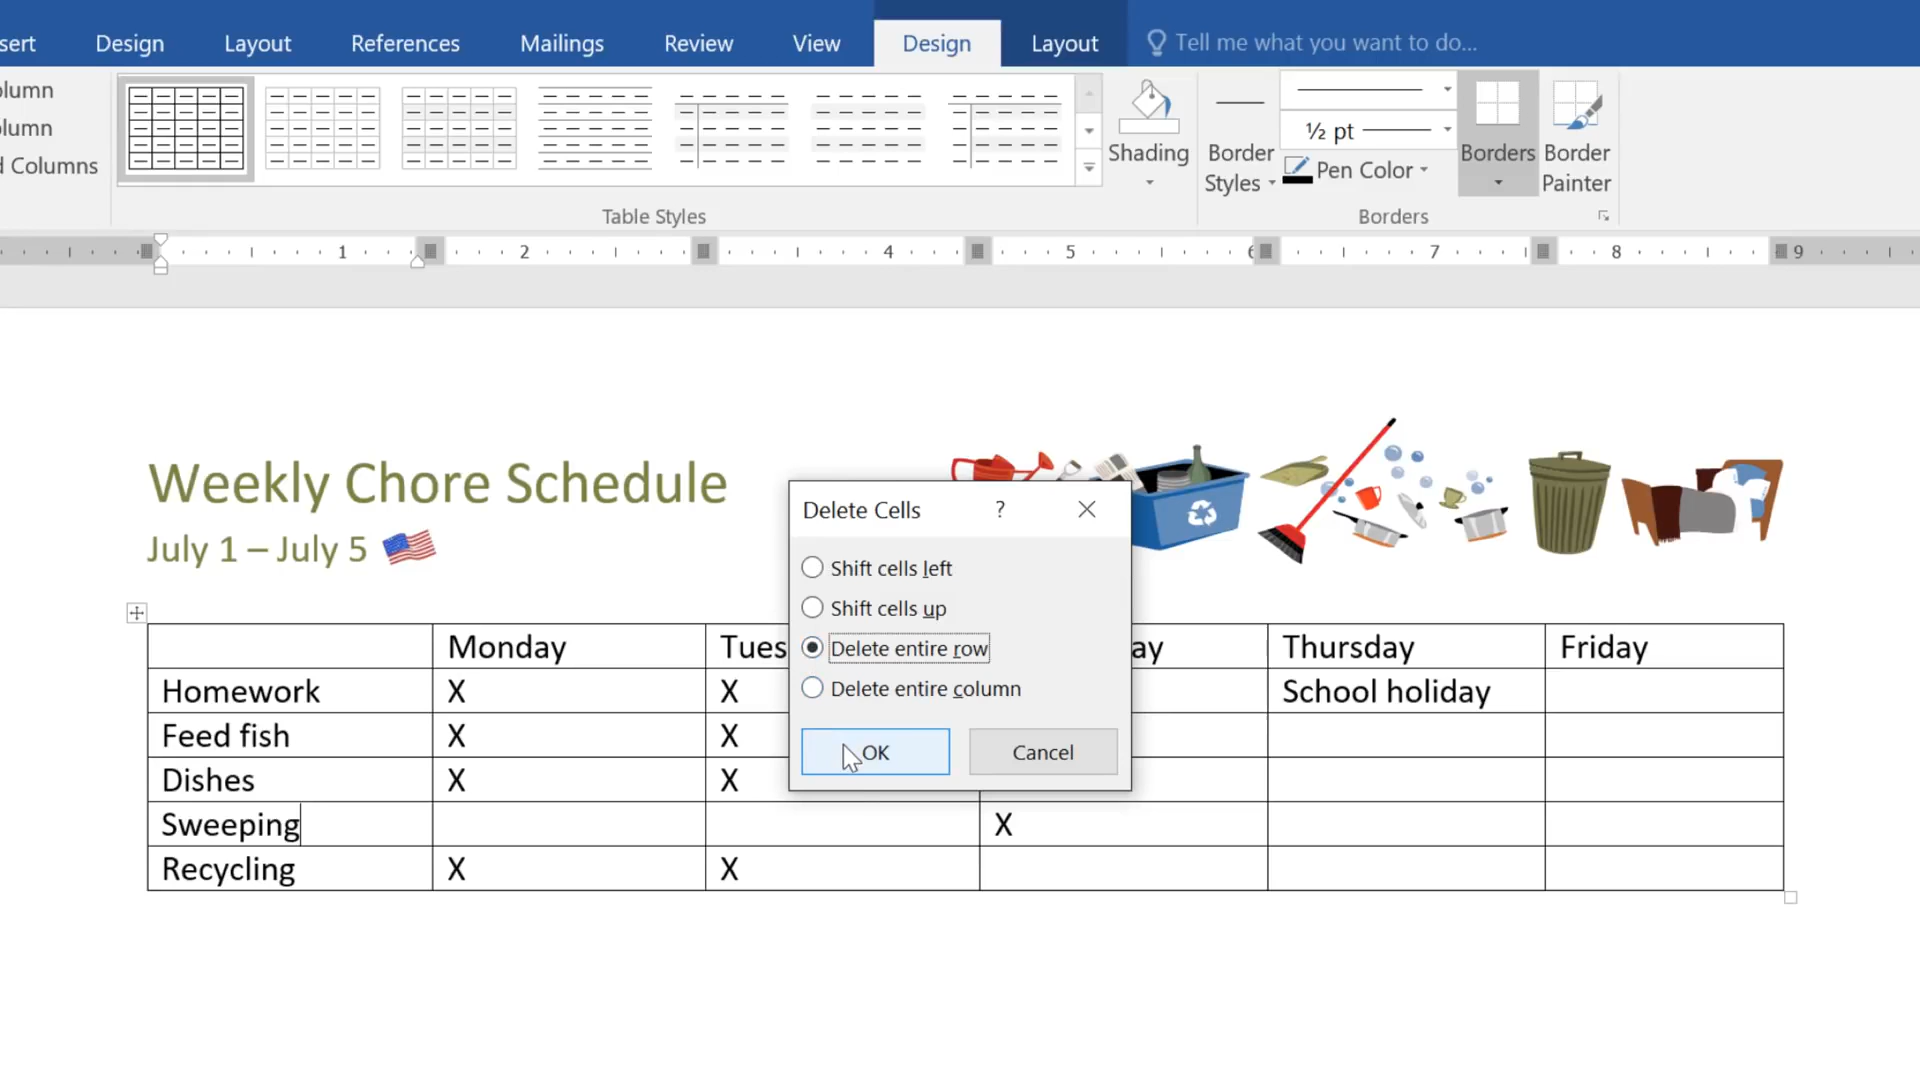 sert Design Layout References Mailings Review View Design Layout Tell me what you want to do...
olumn
olumn
d Columns
Shading
Border
Styles
½ pt
Pen Color
Borders
Border
Painter
Table Styles
Borders
1 2 4 5 6 7 8 9
Weekly Chore Schedule
July 1 – July 5
Delete Cells ? 
Shift cells left
Shift cells up
Delete entire row
Delete entire column
OK Cancel
Monday Tues ay Thursday Friday
Homework X X School holiday
Feed fish X X
Dishes X X
Sweeping X
Recycling X X